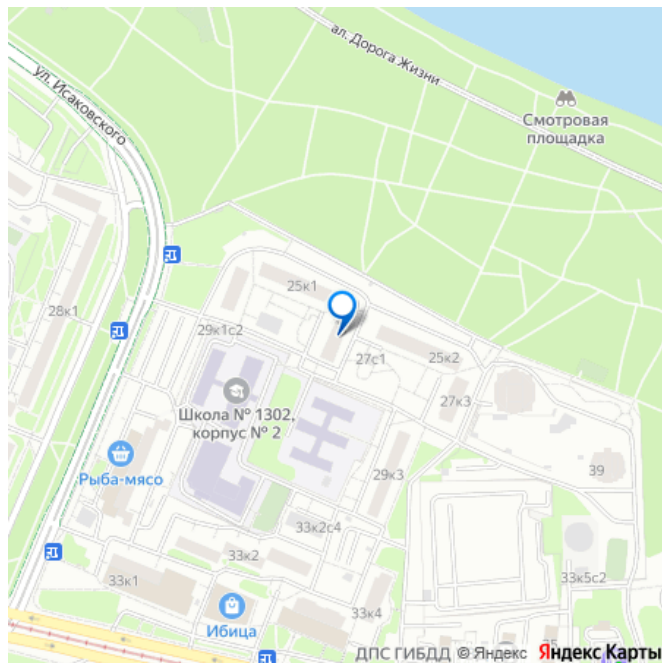 ал. Дорога Жизни
ул. Исаковского
Смотровая
площадка
25к1
28к1
29к1с2
27с1
25к2
Школа № 1302,
корпус № 2
27к3
Рыба-мясо
29к3
39
33к2с4
33к2
33к1
33к5с2
33к4
Ибица
35
ДПС ГИБДД © Яндекс Яндекс Карты